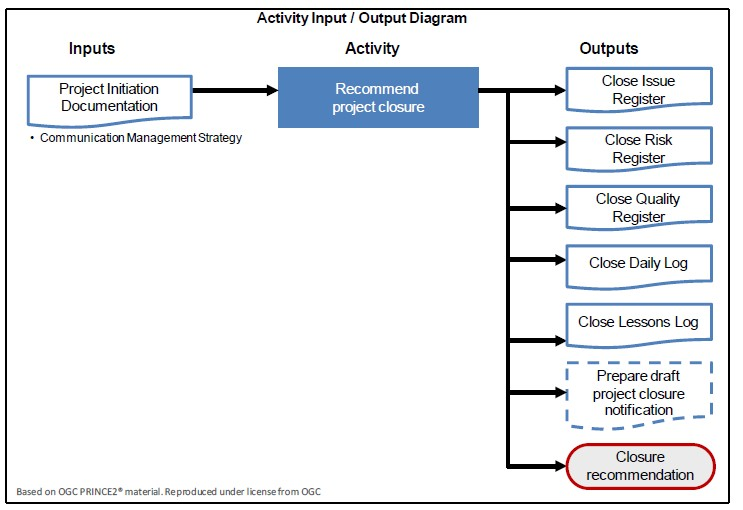 Activity Input / Output Diagram
Inputs
Activity
Outputs
Project Initiation
Documentation
• Communication Management Strategy
Recommend
project closure
Close Issue
Register
Close Risk
Register
Close Quality
Register
Close Daily Log
Close Lessons Log
Prepare draft
project closure
notification
Closure
recommendation
Based on OGC PRINCE2® material. Reproduced under license from OGC